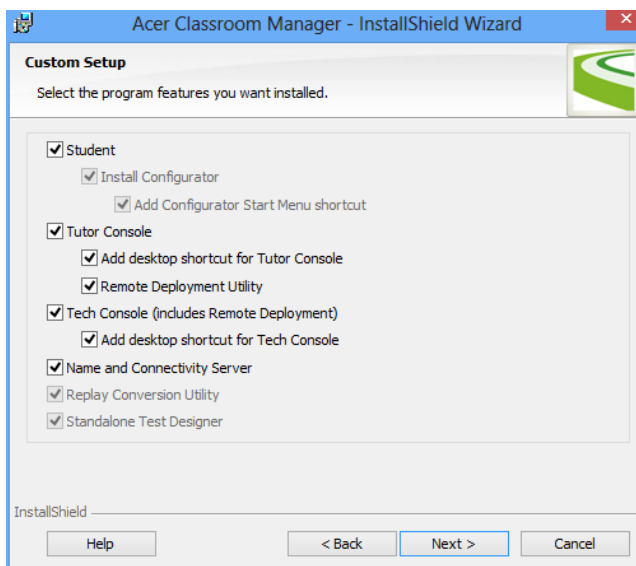 Acer Classroom Manager - InstallShield Wizard
Custom Setup
Select the program features you want installed.
Student
Install Configurator
Add Configurator Start Menu shortcut
Tutor Console
Add desktop shortcut for Tutor Console
Remote Deployment Utility
Tech Console (includes Remote Deployment)
Add desktop shortcut for Tech Console
Name and Connectivity Server
Replay Conversion Utility
Standalone Test Designer
InstallShield
Help < Back Next > Cancel